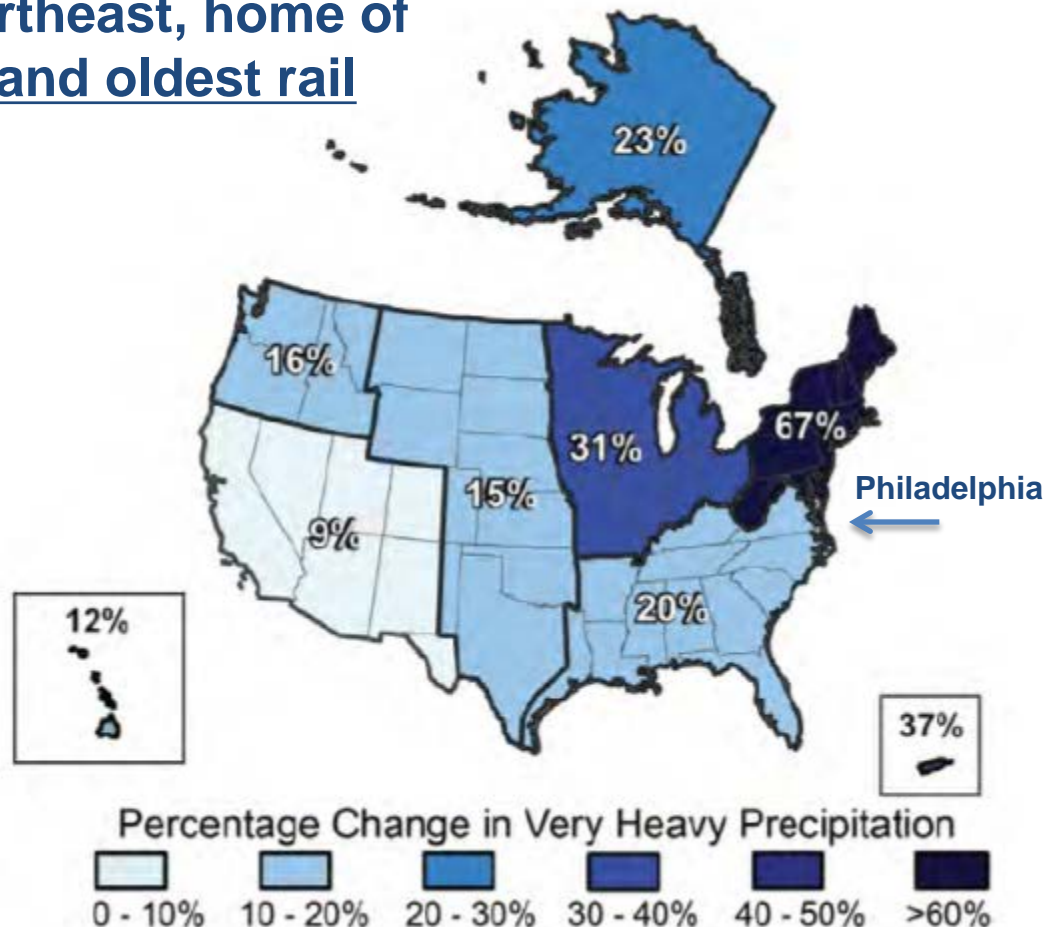 rtheast, home of
and oldest rail
23%
16%
67%
31%
15%
Philadelphia
9%
20%
12%
37%
Percentage Change in Very Heavy Precipitation
0 - 10% 10 - 20% 20 - 30% 30 - 40% 40 - 50% >60%